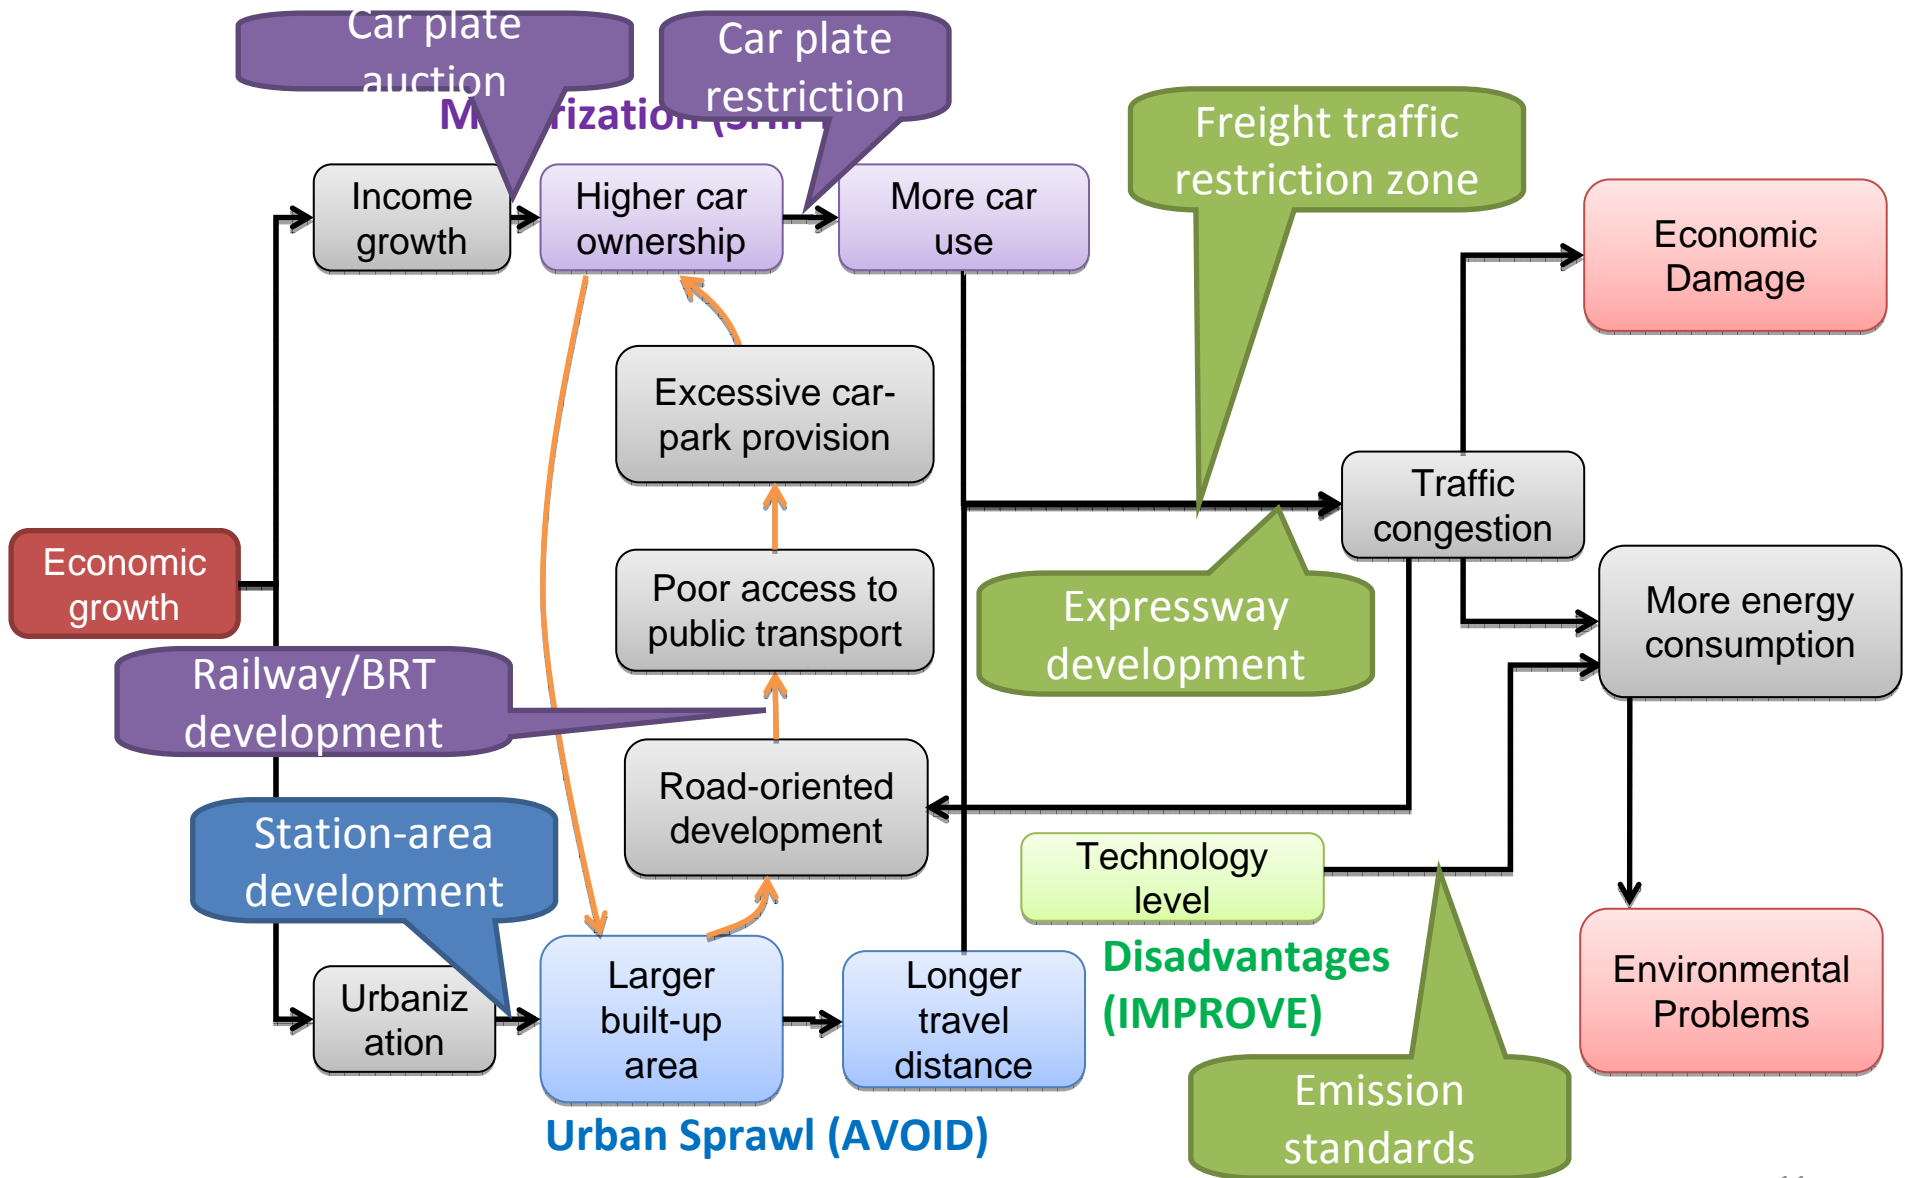 Car plate
auction
Car plate
restriction
Freight traffic
restriction zone
Income
growth
Higher car
ownership
More car
use
Economic
Damage
Excessive car-
park provision
Traffic
congestion
Economic
growth
Poor access to
public transport
Expressway
development
More energy
consumption
Railway/BRT
development
Road-oriented
development
Station-area
development
Technology
level
Disadvantages
(IMPROVE)
Urbaniz
ation
Larger
built-up
area
Longer
travel
distance
Environmental
Problems
Emission
standards
Urban Sprawl (AVOID)